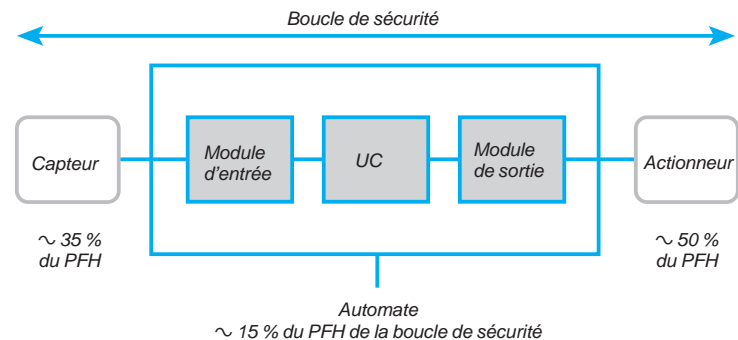 Boucle de sécurité
Capteur
Module
d'entrée
UC
Module
de sortie
Actionneur
~ 35 %
du PFH
~ 50 %
du PFH
Automate
~ 15 % du PFH de la boucle de sécurité